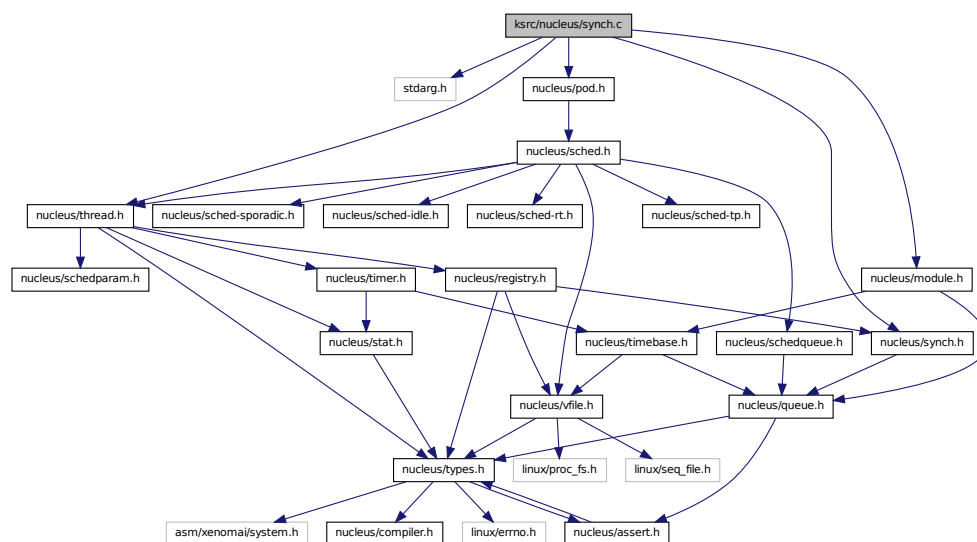 ksrc/nucleus/synch.c
stdarg.h
nucleus/pod.h
nucleus/sched.h
nucleus/thread.h
nucleus/sched-sporadic.h
nucleus/sched-idle.h
nucleus/sched-rt.h
nucleus/sched-tp.h
nucleus/schedparam.h
nucleus/timer.h
nucleus/registry.h
nucleus/module.h
nucleus/stat.h
nucleus/timebase.h
nucleus/schedqueue.h
nucleus/synch.h
nucleus/vfile.h
nucleus/queue.h
nucleus/types.h
linux/proc_fs.h
linux/seq_file.h
asm/xenomai/system.h
nucleus/compiler.h
linux/errno.h
nucleus/assert.h